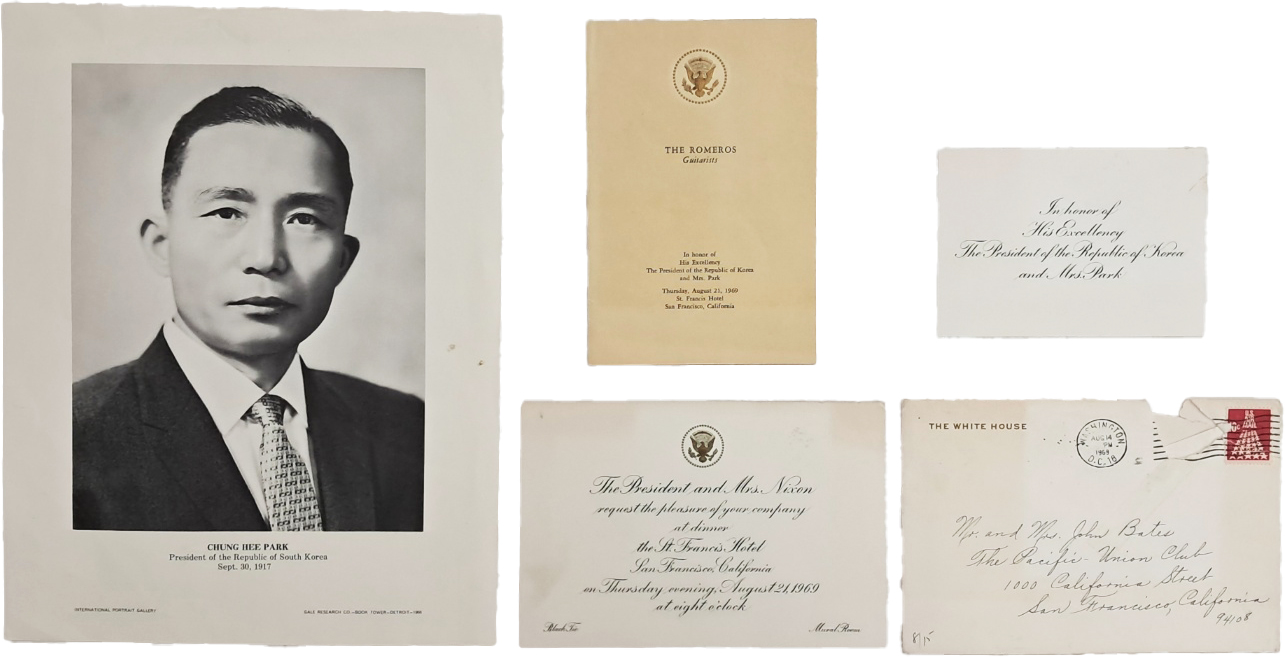 CHUNG HEE PARK
President of the Republic of South Korea
Sept. 30, 1917
INTERNATIONAL PORTRAIT GALLERY
GALE RESEARCH CO.—BOOK TOWER—DETROIT—
THE ROMEROS
Guitarists
In honor of
His Excellency
The President of the Republic of Korea
and Mrs. Park
Thursday, August 21, 1969
St. Francis Hotel
San Francisco, California
In honor of
His Excellency
The President of the Republic of Korea
and Mrs. Park
The President and Mrs. Nixon
request the pleasure of your company
at dinner
the St. Francis Hotel
San Francisco, California
on Thursday evening, August 21, 1969
at eight o'clock
Black Tie
Mural Room
THE WHITE HOUSE
WASHINGTON,
AUG 14
PM
1969
D.C. 18
Mr. and Mrs. John Bates
The Pacific-Union Club
1000 California Street
San Francisco, California
94108
8/15